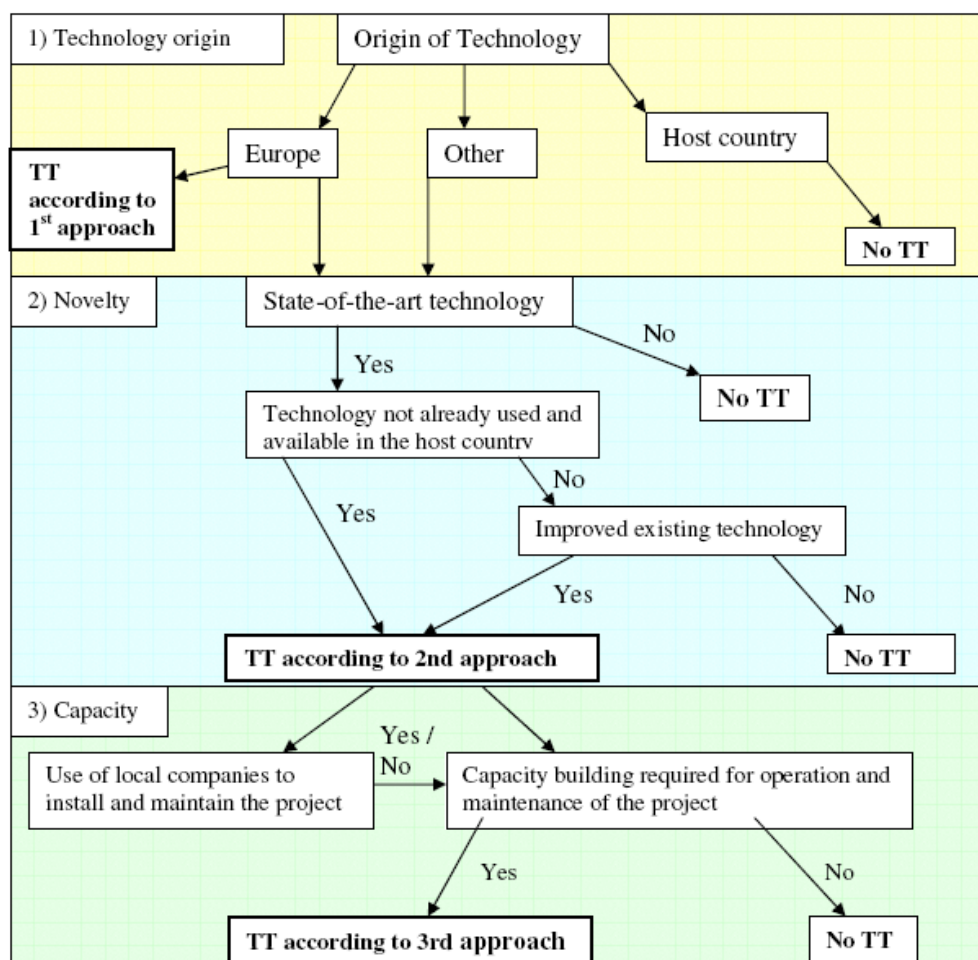 1) Technology origin
Origin of Technology
Europe
Other
Host country
TT
according to
1st approach
No TT
2) Novelty
State-of-the-art technology
No
Yes
No TT
Technology not already used and
available in the host country
No
Yes
Improved existing technology
Yes
No
TT according to 2nd approach
No TT
3) Capacity
Yes /
No
Use of local companies to
install and maintain the project
Capacity building required for operation and
maintenance of the project
Yes
No
TT according to 3rd approach
No TT